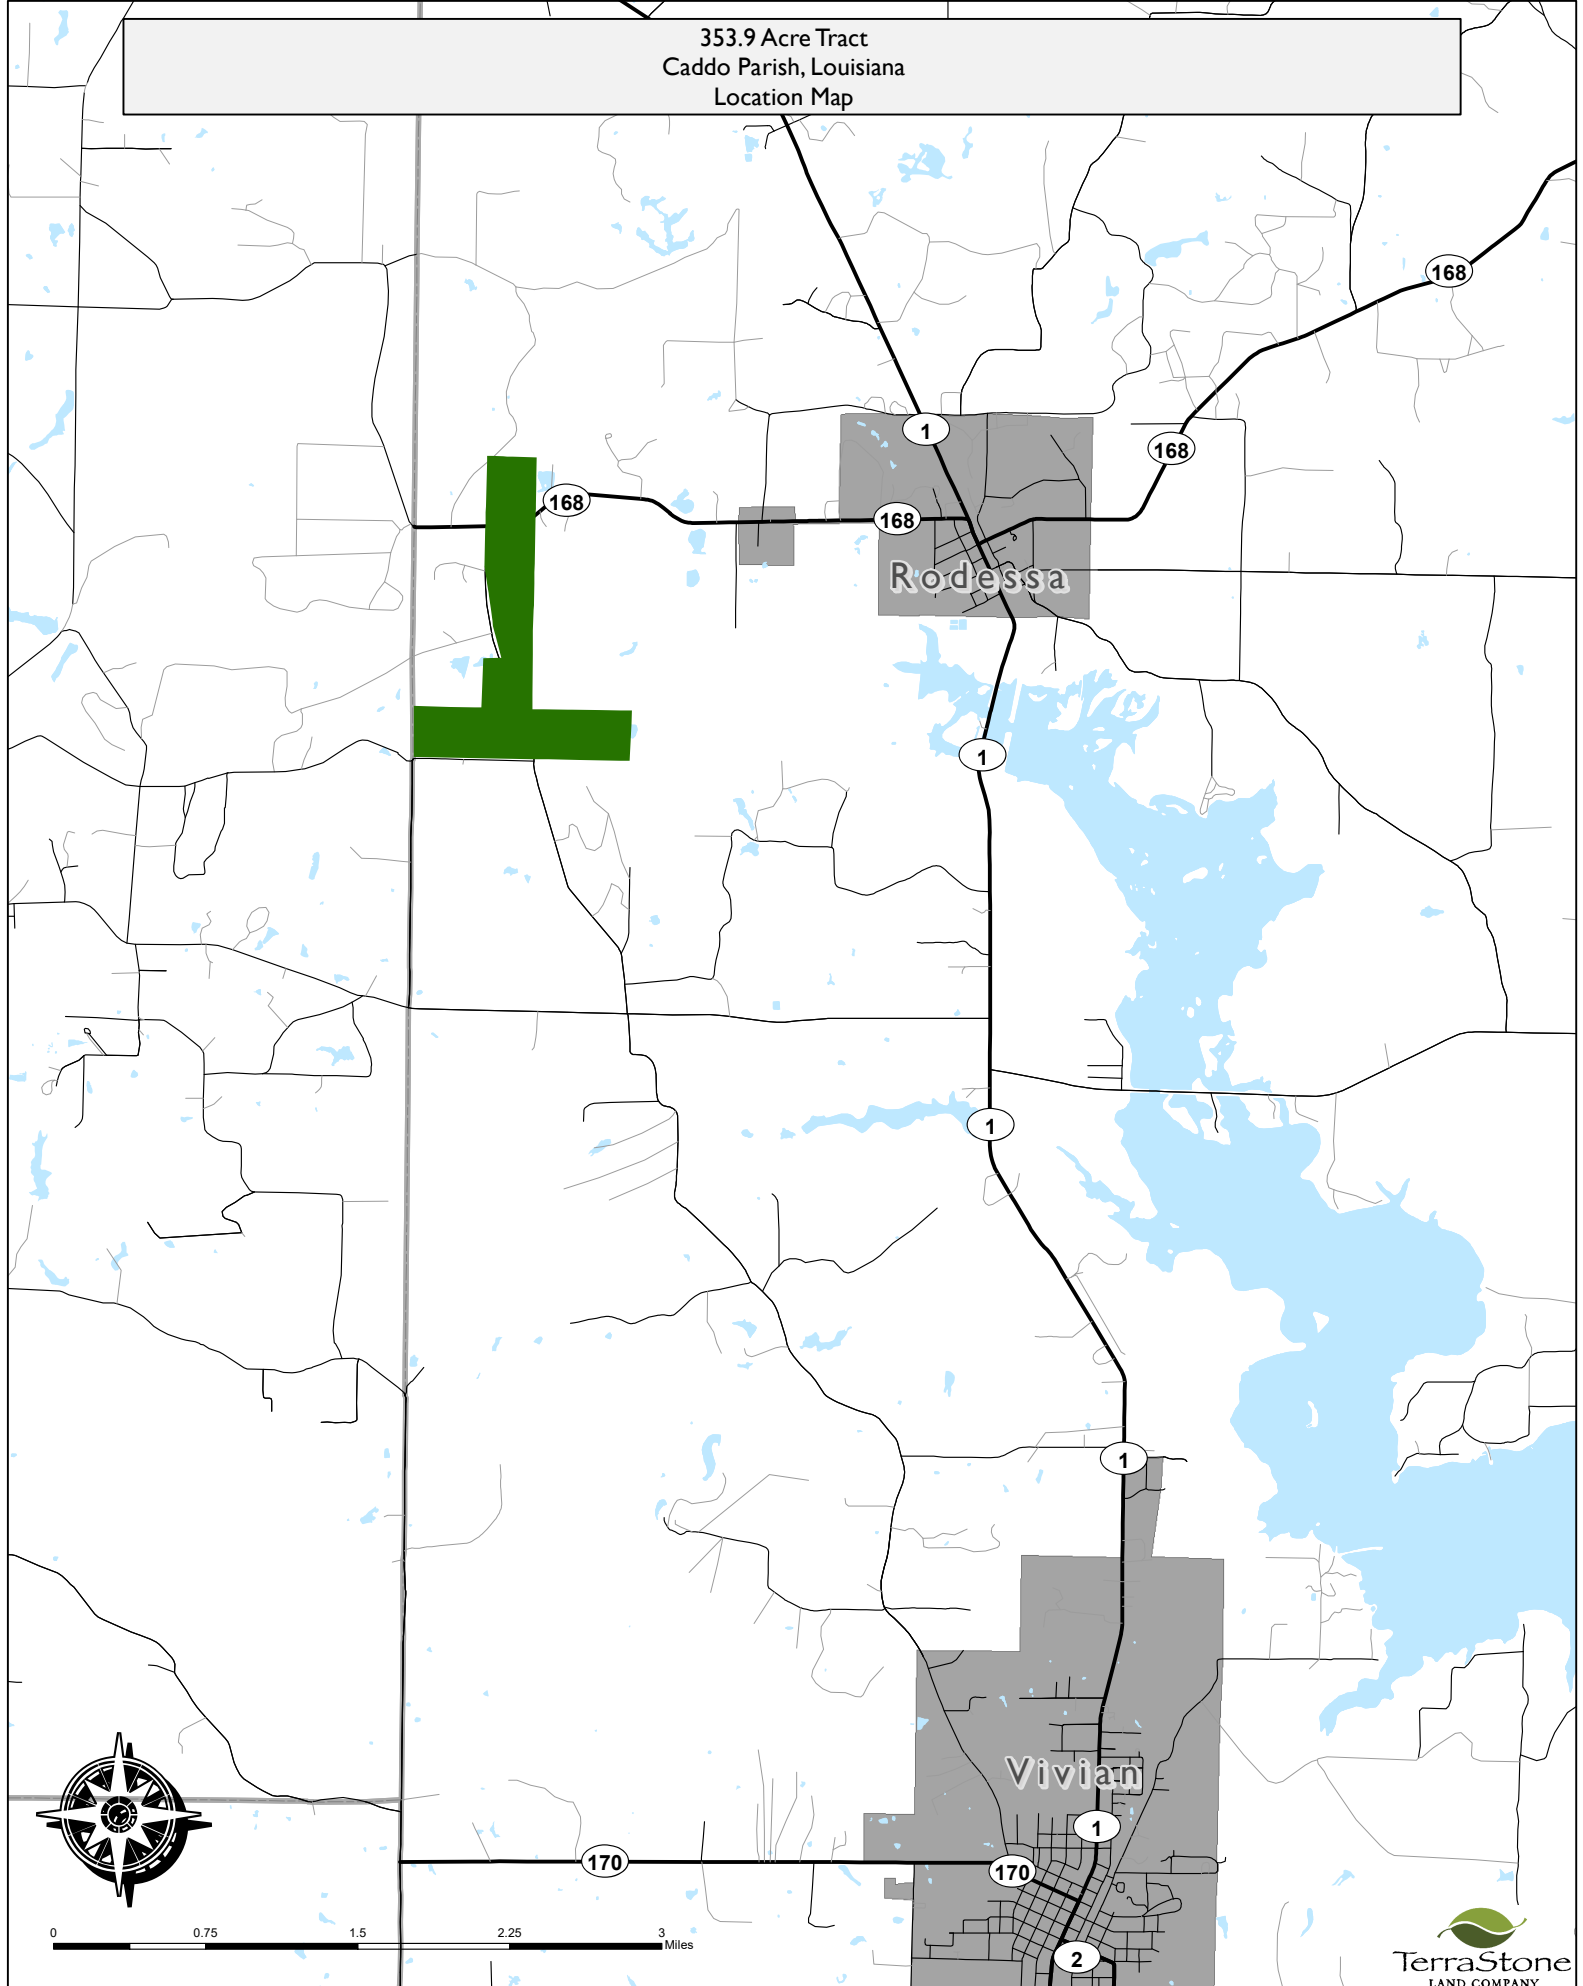 353.9 Acre Tract
Caddo Parish, Louisiana
Location Map
168
1
168
168
168
Rodessa
1
1
1
Vivian
1
170
170
2
0 0.75 1.5 2.25 3
Miles
TerraStone
LAND COMPANY